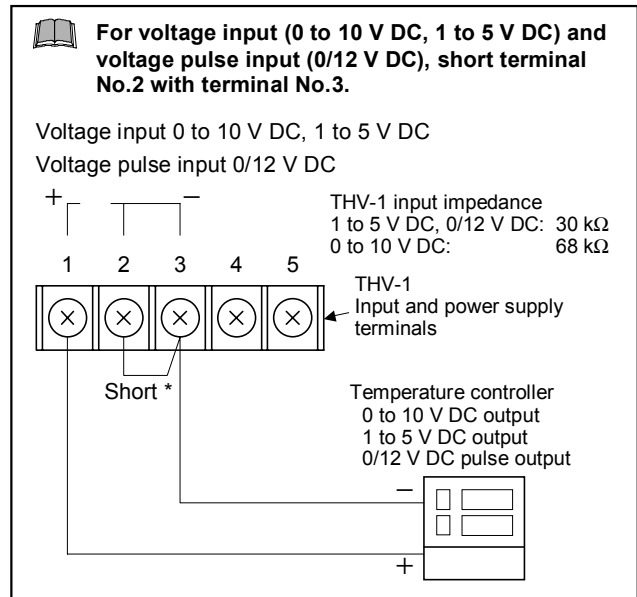 For voltage input (0 to 10 V DC, 1 to 5 V DC) and
voltage pulse input (0/12 V DC), short terminal
No.2 with terminal No.3.
Voltage input 0 to 10 V DC, 1 to 5 V DC
Voltage pulse input 0/12 V DC
+ −
THV-1 input impedance
1 to 5 V DC, 0/12 V DC: 30 kΩ
0 to 10 V DC: 68 kΩ
1 2 3 4 5
THV-1
Input and power supply
terminals
Short *
Temperature controller
0 to 10 V DC output
1 to 5 V DC output
0/12 V DC pulse output
−
+